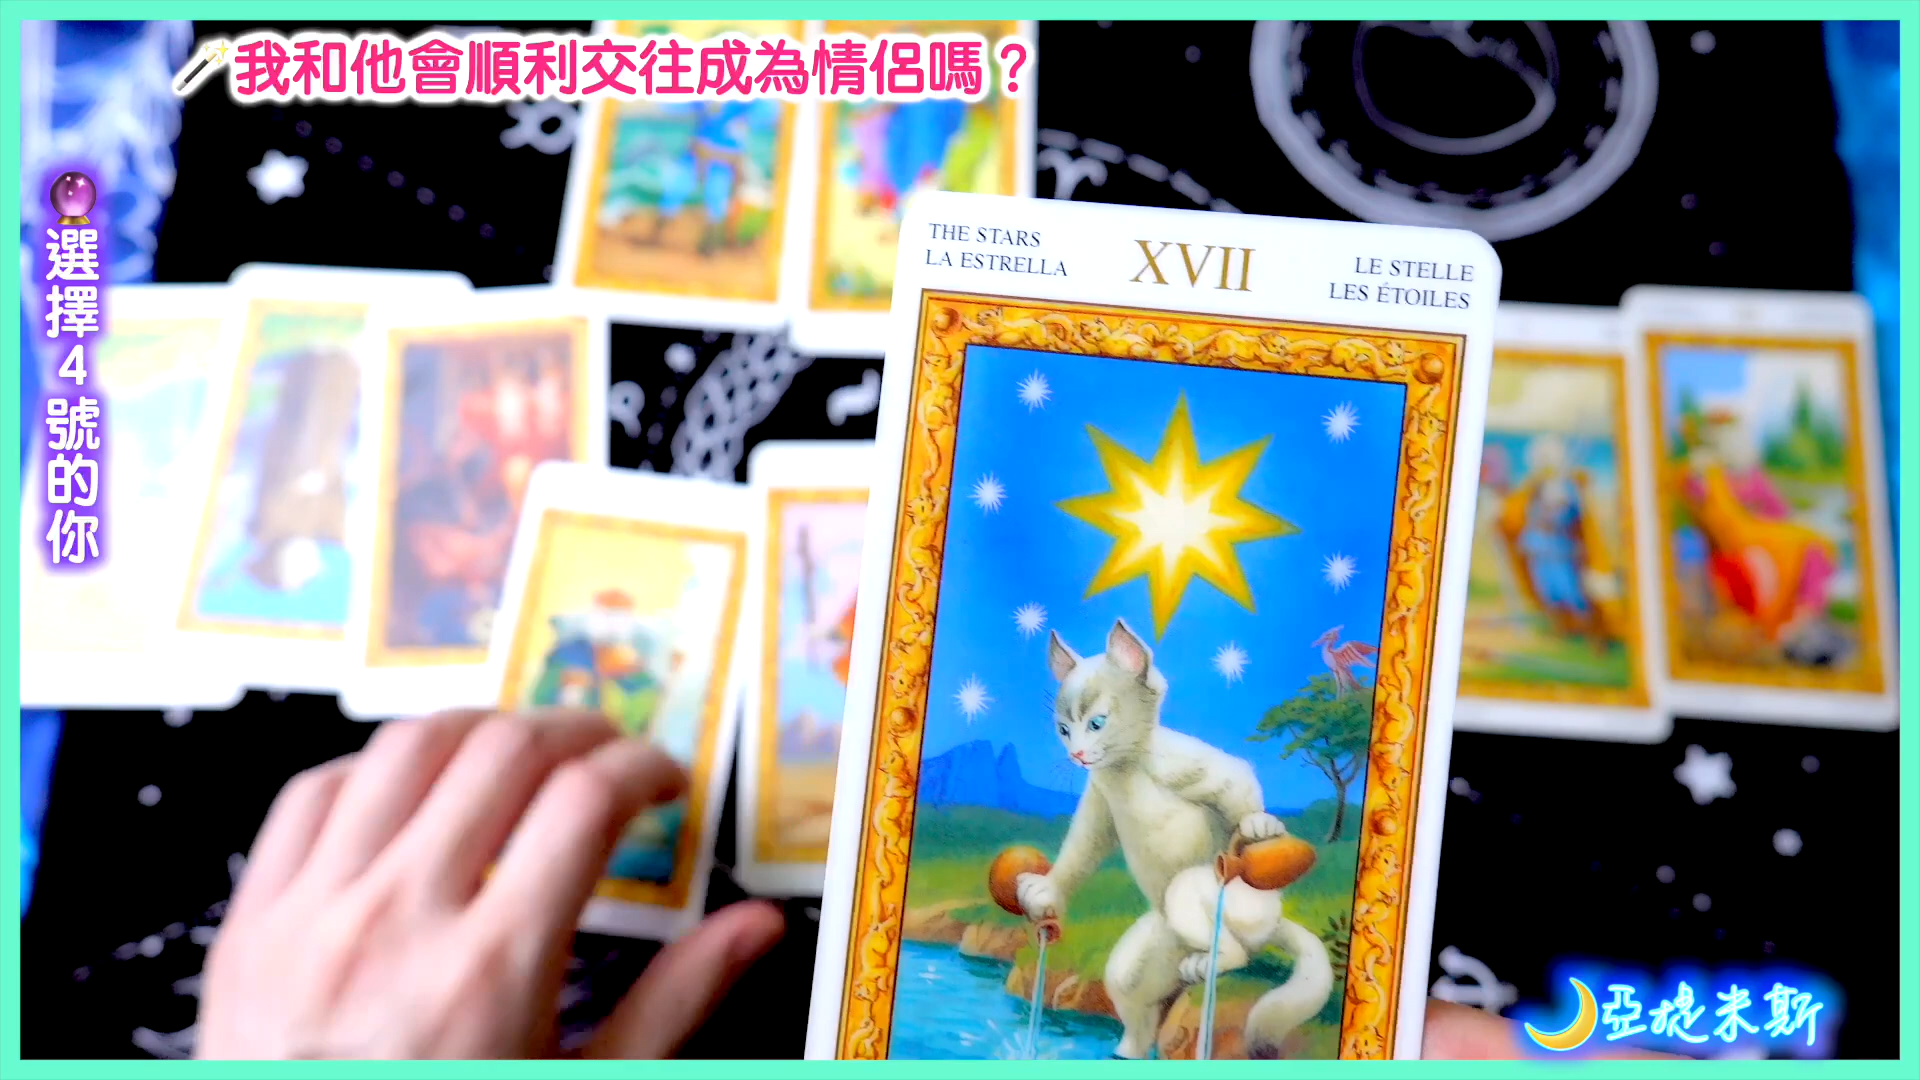 我和他會順利交往成為情侶嗎？
選擇4號的你
THE STARS
LA ESTRELLA
XVII
LE STELLE
LES ÉTOILES
亞媞米斯